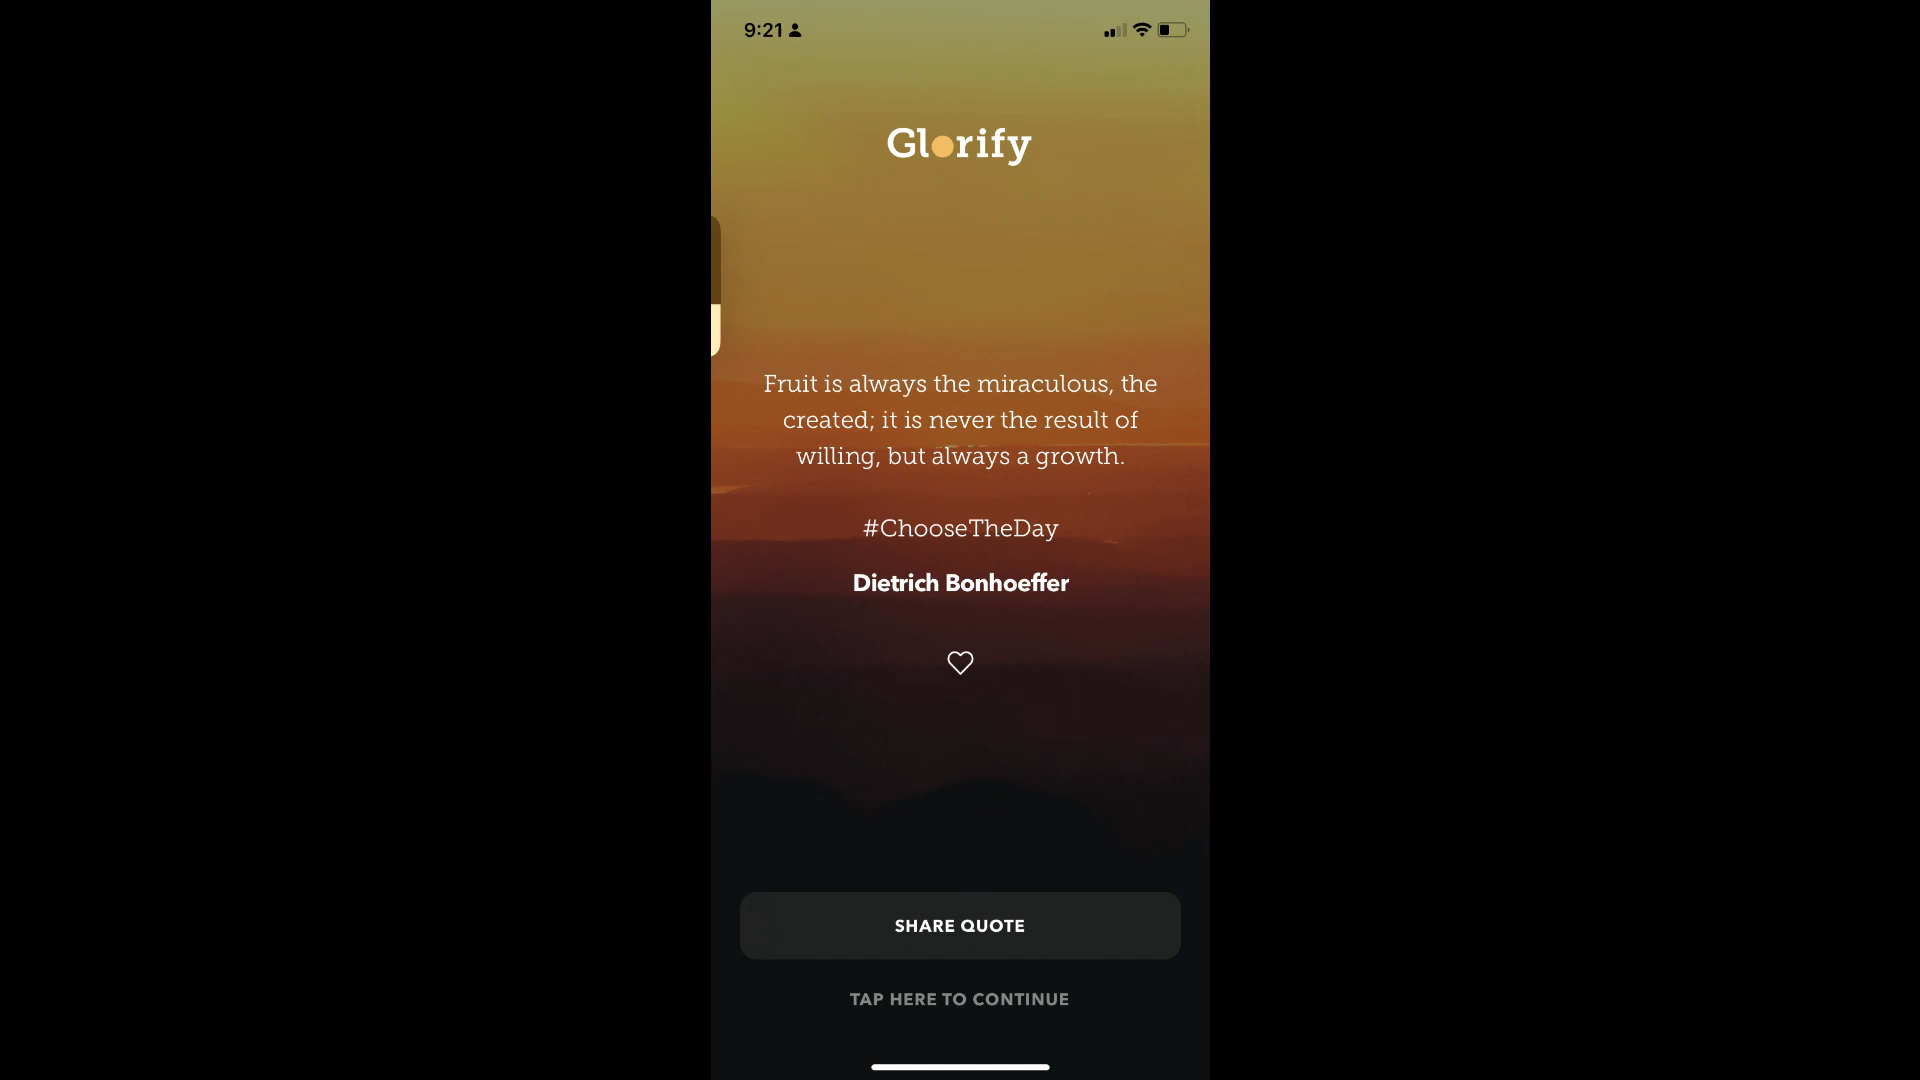 9:21
Glorify
Fruit is always the miraculous, the
created; it is never the result of
willing, but always a growth.
#ChooseTheDay
Dietrich Bonhoeffer
SHARE QUOTE
TAP HERE TO CONTINUE